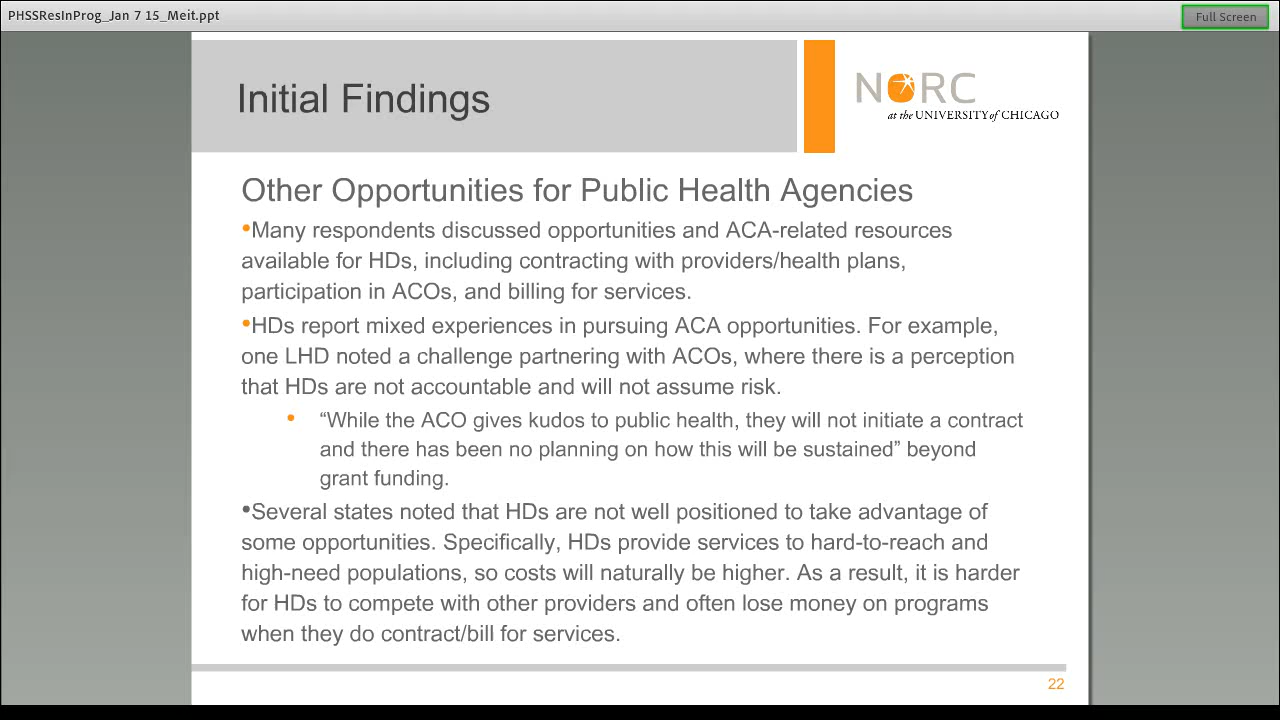 PHSSResInProg_Jan 7 15_Meit.ppt
Full Screen
Initial Findings
NORC
at the UNIVERSITY of CHICAGO
Other Opportunities for Public Health Agencies
•Many respondents discussed opportunities and ACA-related resources
available for HDs, including contracting with providers/health plans,
participation in ACOs, and billing for services.
•HDs report mixed experiences in pursuing ACA opportunities. For example,
one LHD noted a challenge partnering with ACOs, where there is a perception
that HDs are not accountable and will not assume risk.
• “While the ACO gives kudos to public health, they will not initiate a contract
and there has been no planning on how this will be sustained” beyond
grant funding.
•Several states noted that HDs are not well positioned to take advantage of
some opportunities. Specifically, HDs provide services to hard-to-reach and
high-need populations, so costs will naturally be higher. As a result, it is harder
for HDs to compete with other providers and often lose money on programs
when they do contract/bill for services.
22